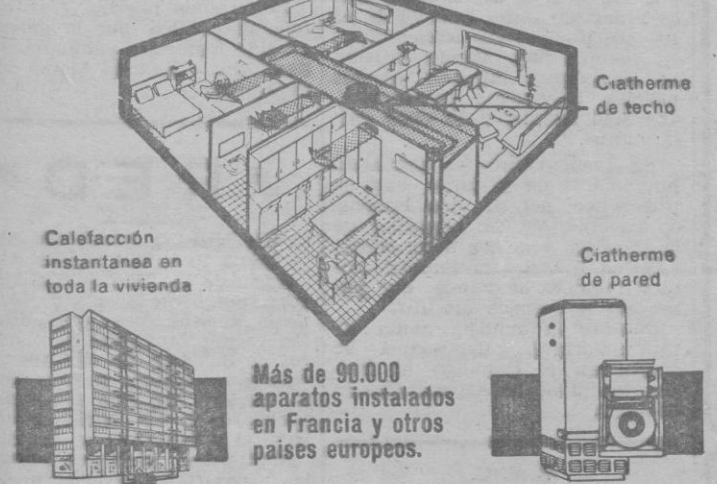 Ciatherme
de techo
Calefacción
instantanea en
toda la vivienda
Ciatherme
de pared
Más de 90.000
aparatos instalados
en Francia y otros
paises europeos.